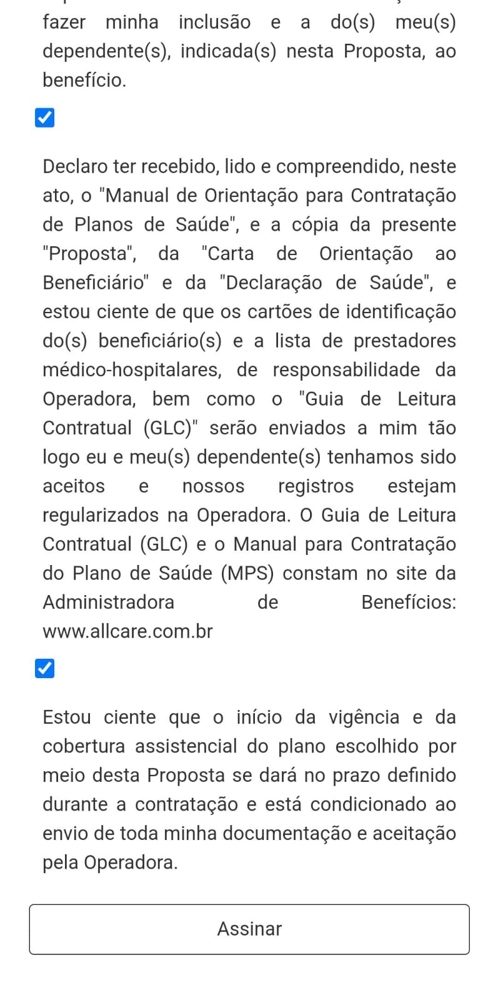 fazer minha inclusão e a do(s) meu(s)
dependente(s), indicada(s) nesta Proposta, ao
benefício.
Declaro ter recebido, lido e compreendido, neste
ato, o "Manual de Orientação para Contratação
de Planos de Saúde", e a cópia da presente
"Proposta", da "Carta de Orientação ao
Beneficiário" e da "Declaração de Saúde", e
estou ciente de que os cartões de identificação
do(s) beneficiário(s) e a lista de prestadores
médico-hospitalares, de responsabilidade da
Operadora, bem como o "Guia de Leitura
Contratual (GLC)" serão enviados a mim tão
logo eu e meu(s) dependente(s) tenhamos sido
aceitos e nossos registros estejam
regularizados na Operadora. O Guia de Leitura
Contratual (GLC) e o Manual para Contratação
do Plano de Saúde (MPS) constam no site da
Administradora de Benefícios:
www.allcare.com.br
Estou ciente que o início da vigência e da
cobertura assistencial do plano escolhido por
meio desta Proposta se dará no prazo definido
durante a contratação e está condicionado ao
envio de toda minha documentação e aceitação
pela Operadora.
Assinar